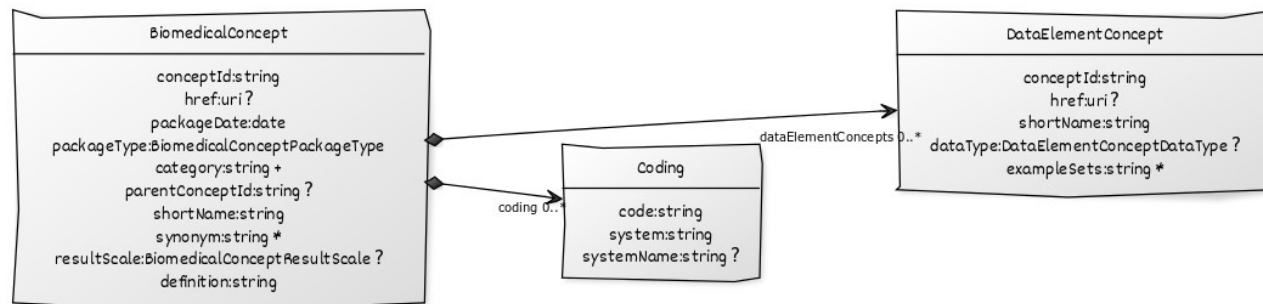 BiomedicalConcept
conceptId:string
href:uri ?
packageDate:date
packageType:BiomedicalConceptPackageType
category:string +
parentConceptId:string ?
shortName:string
synonym:string *
resultScale:BiomedicalConceptResultScale ?
definition:string
dataElementConcepts 0..*
coding 0..*
Coding
code:string
system:string
systemName:string ?
DataElementConcept
conceptId:string
href:uri ?
shortName:string
dataType:DataElementConceptDataType ?
exampleSets:string *